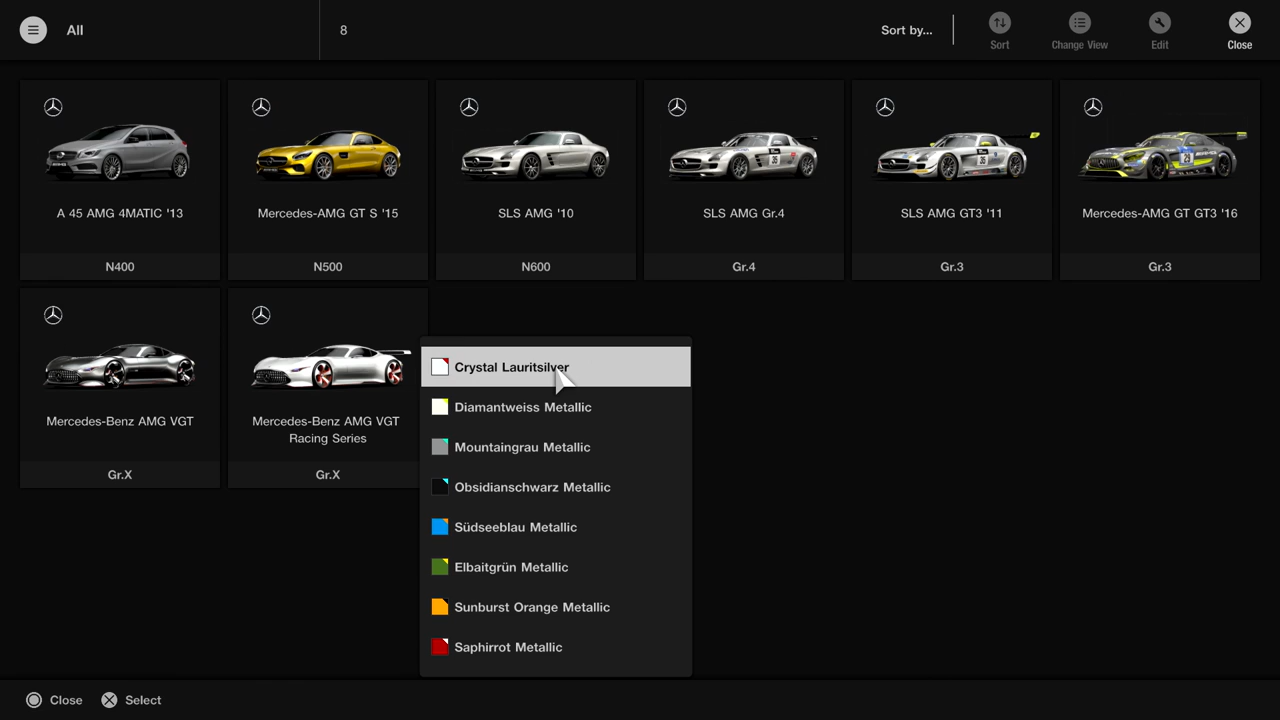 All
8
Sort by...
Sort
Change View
Edit
Close
A 45 AMG 4MATIC '13
N400
Mercedes-AMG GT S '15
N500
SLS AMG '10
N600
SLS AMG Gr.4
Gr.4
SLS AMG GT3 '11
Gr.3
Mercedes-AMG GT GT3 '16
Gr.3
Mercedes-Benz AMG VGT
Gr.X
Mercedes-Benz AMG VGT
Racing Series
Gr.X
Crystal Lauritsilver
Diamantweiss Metallic
Mountaingrau Metallic
Obsidianschwarz Metallic
Südseeblau Metallic
Elbaitgrün Metallic
Sunburst Orange Metallic
Saphirrot Metallic
Close
Select